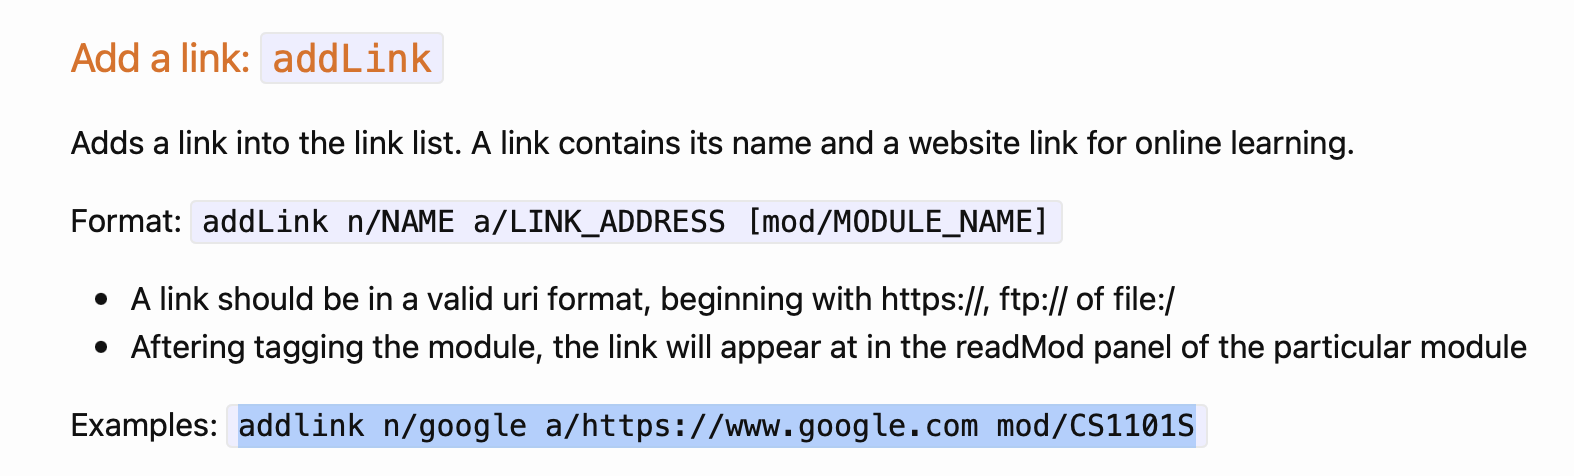 Add a link: addLink
Adds a link into the link list. A link contains its name and a website link for online learning.
Format: addLink n/NAME a/LINK_ADDRESS [mod/MODULE_NAME]
• A link should be in a valid uri format, beginning with https://, ftp:// of file:/
• Aftering tagging the module, the link will appear at in the readMod panel of the particular module
Examples: addlink n/google a/https://www.google.com mod/CS1101S